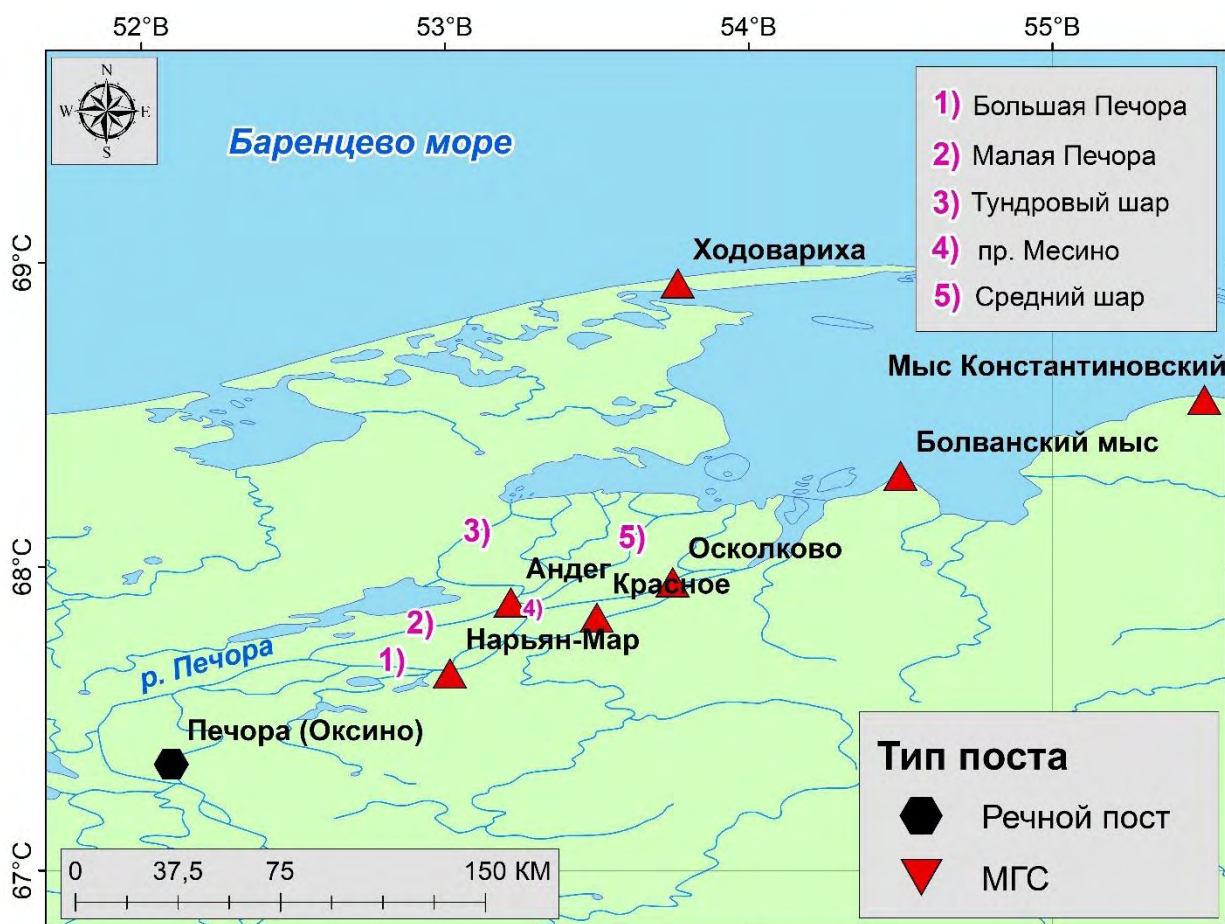 52°В 53°В 54°В 55°В
N
W E
S
1) Большая Печора
2) Малая Печора
3) Тундровый шар
4) пр. Месино
5) Средний шар
Баренцево море
69°С
Ходовариха
Мыс Константиновский
Болванский мыс
3)
5)
Осколково
68°С
Андег
Красное
4)
2)
Нарьян-Мар
1)
р. Печора
Печора (Оксино)
Тип поста
Речной пост
МГС
67°С
0 37,5 75 150 КМ